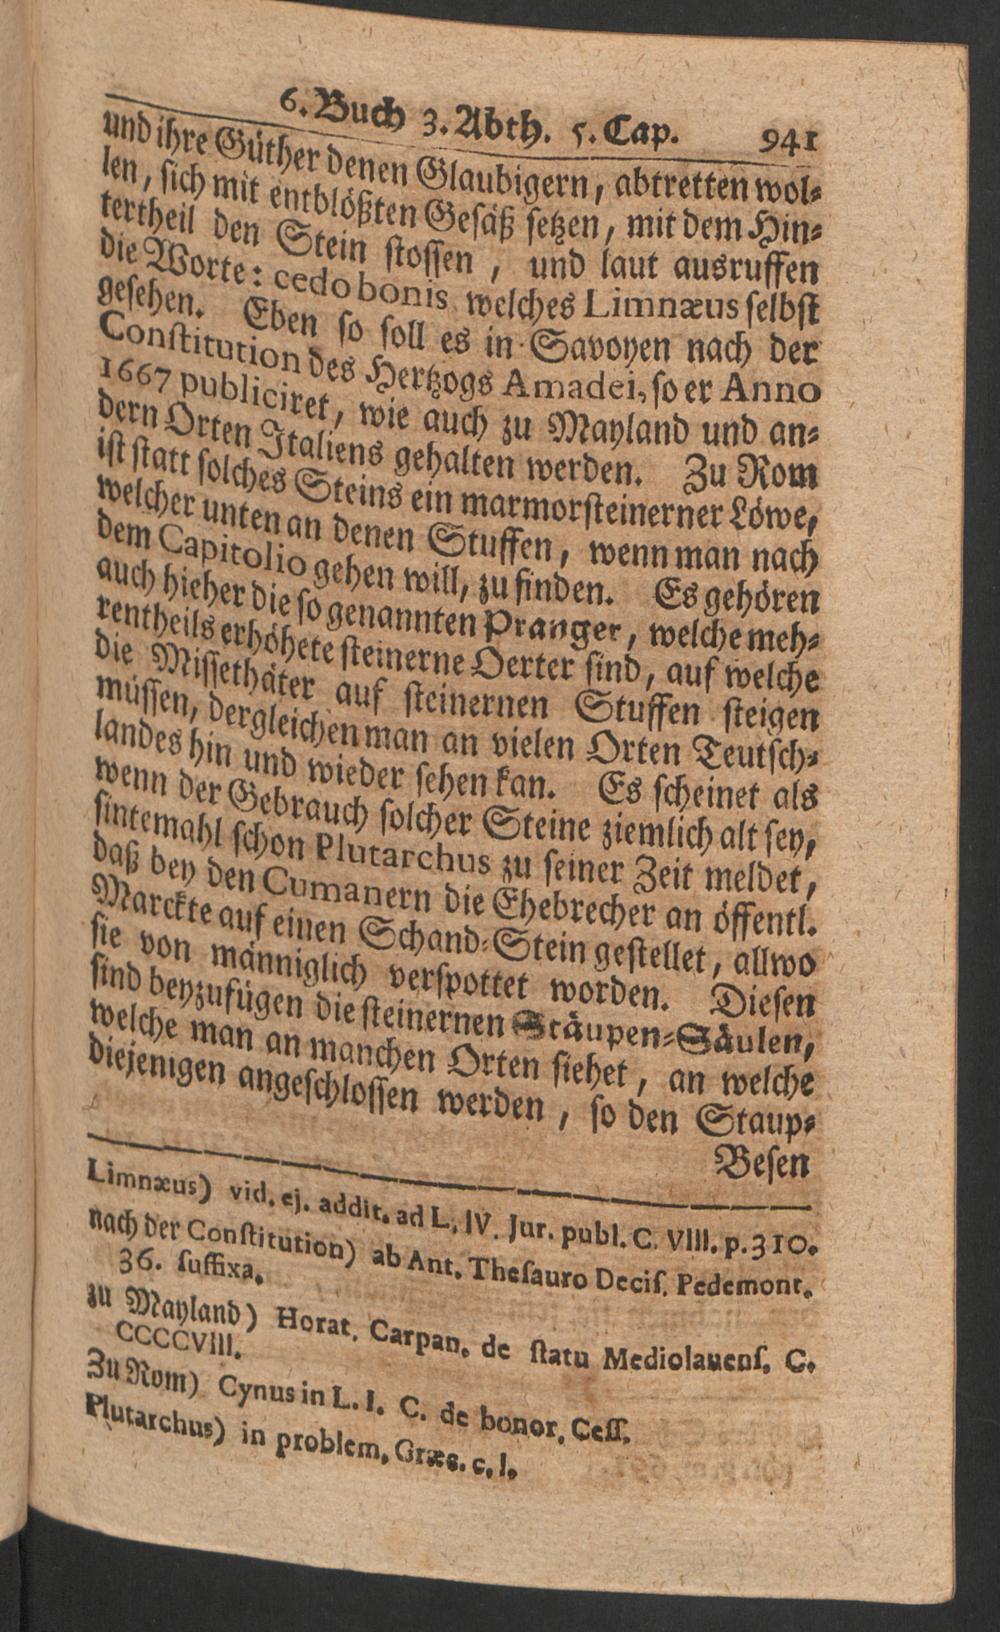 6. Buch 3. Abth. 5. Cap. 941
und ihre Güther denen Glaubigern, abtretten wol-
len, sich mit entblößten Gesäß setzen, mit dem Hin-
tertheil den Stein stossen, und laut ausruffen
die Worte: cedo bonis welches Limnæus selbst
gesehen. Eben so soll es in Savoyen nach der
Constitution des Hertzogs Amadei, so er Anno
1667 publiciret, wie auch zu Mayland und an-
dern Orten Italiens gehalten werden. Zu Rom
ist statt solches Steins ein marmorsteinerner Löwe,
welcher unten an denen Stuffen, wenn man nach
dem Capitolio gehen will, zu finden. Es gehören
auch hieher die so genannten Pranger, welche meh-
rentheils erhöhete steinerne Oerter sind, auf welche
die Missethäter auf steinernen Stuffen steigen
müssen, dergleichen man an vielen Orten Teutsch-
landes hin und wieder sehen kan. Es scheinet als
wenn der Gebrauch solcher Steine ziemlich alt sey,
sintemahl schon Plutarchus zu seiner Zeit meldet,
daß bey den Cumanern die Ehebrecher an öffentl.
Marckte auf einen Schand-Stein gestellet, allwo
sie von männiglich verspottet worden. Diesen
sind beyzufügen die steinernen Stäupen-Säulen,
welche man an manchen Orten siehet, an welche
diejenigen angeschlossen werden, so den Staup-
Besen
Limnæus) vid. ej. addit. ad L. IV. Jur. publ. C. VIII. p. 310.
nach der Constitution) ab Ant. Thesauro Decis. Pedemont.
36. suffixa.
zu Mayland) Horat. Carpan. de statu Mediolanens. C.
CCCCVIII.
Zu Rom) Cynus in L. I. C. de bonor. Cess.
Plutarchus) in problem. Græc. c. I.